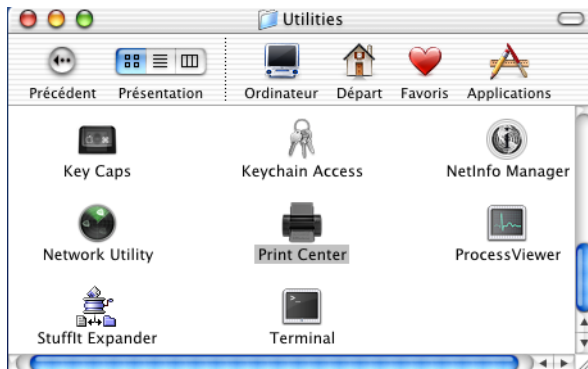 Utilities
Précédent Présentation Ordinateur Départ Favoris Applications
Key Caps Keychain Access NetInfo Manager
Network Utility Print Center ProcessViewer
StuffIt Expander Terminal